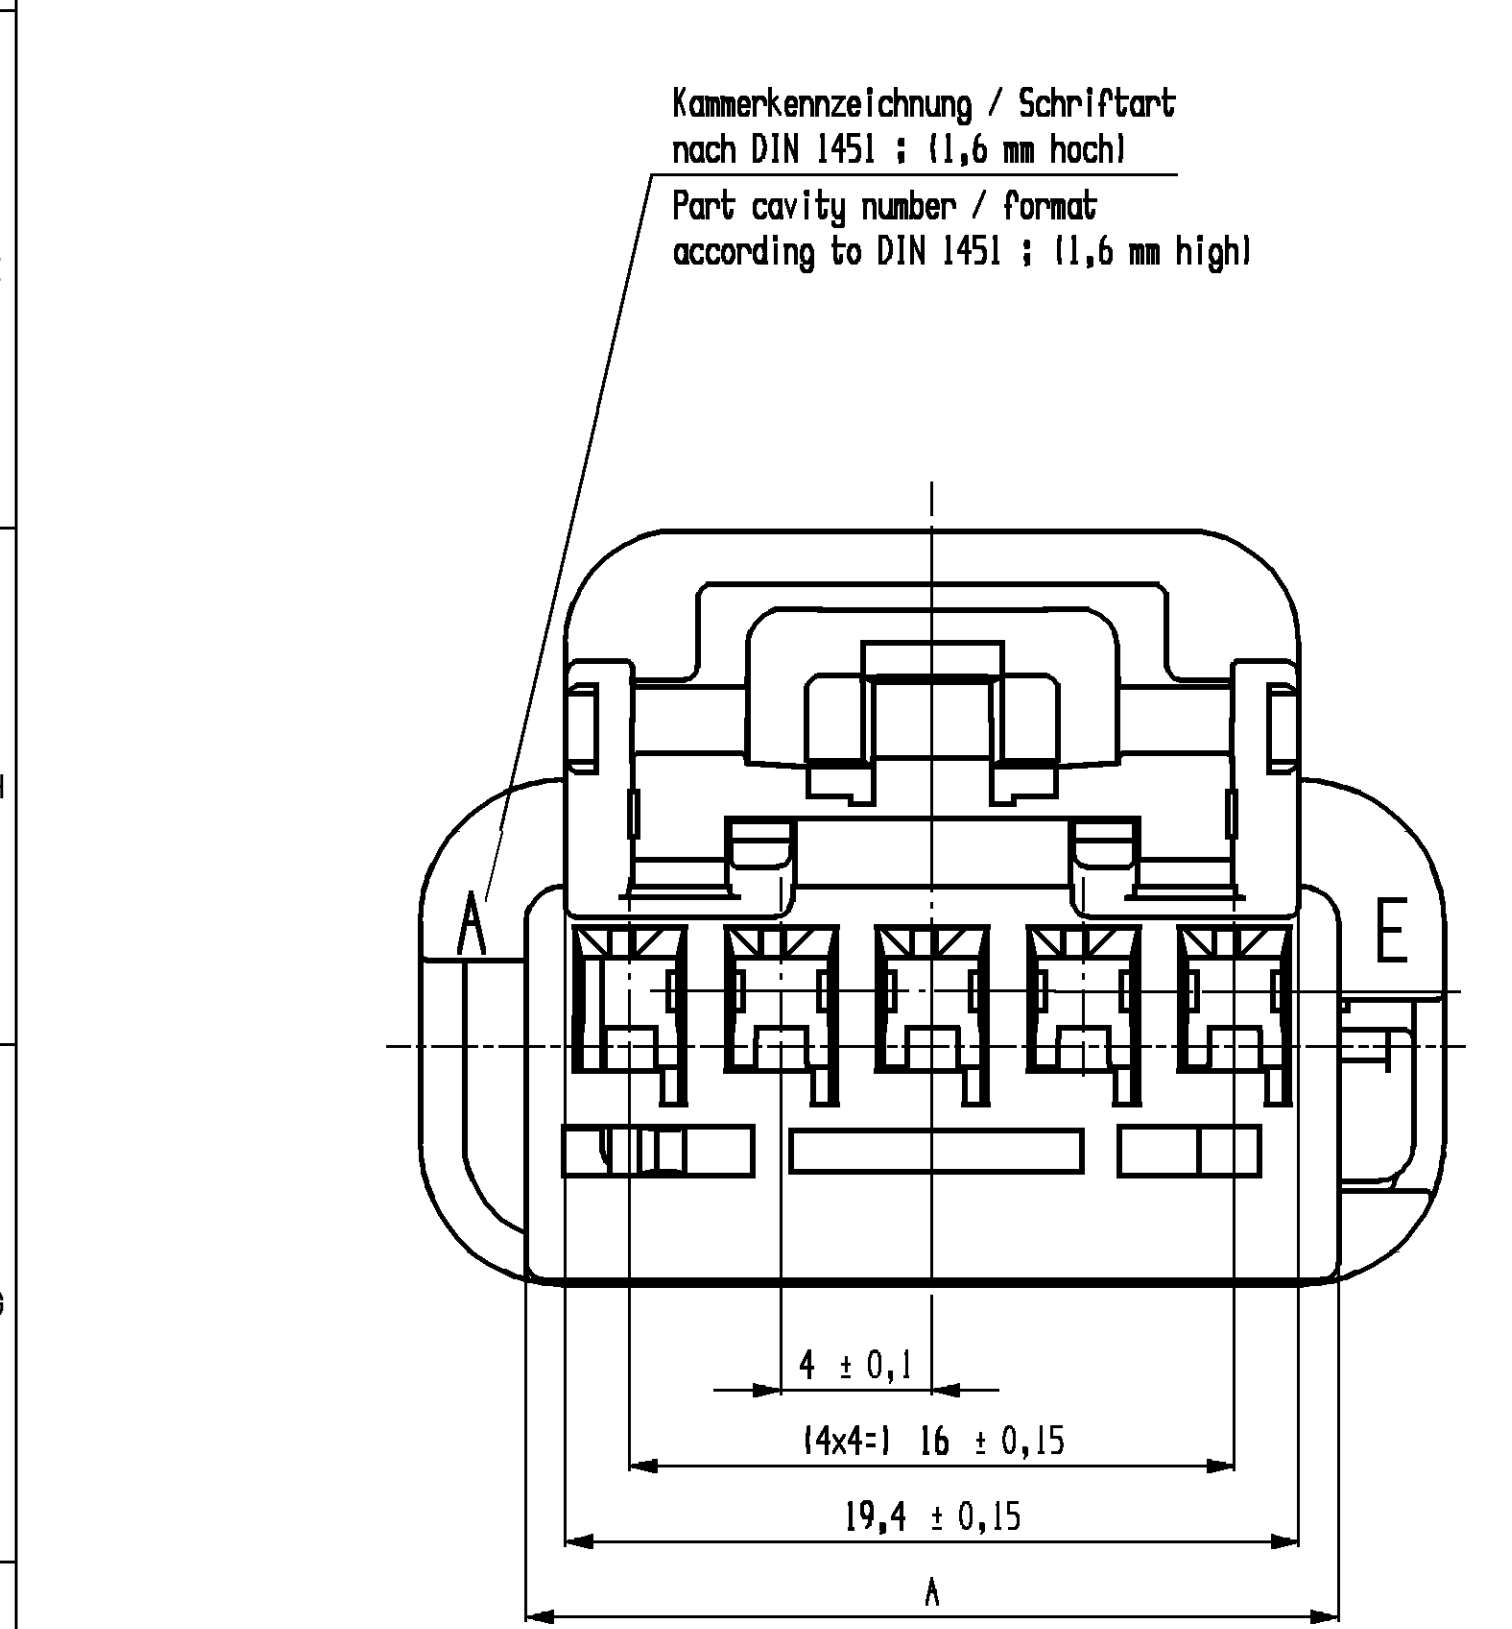 Kammerkennzeichnung / Schriftart
nach DIN 1451 ; (1,6 mm hoch)
Part cavity number / format
according to DIN 1451 ; (1,6 mm high)
A
E
4 ± 0,1
(4x4=) 16 ± 0,15
19,4 ± 0,15
A